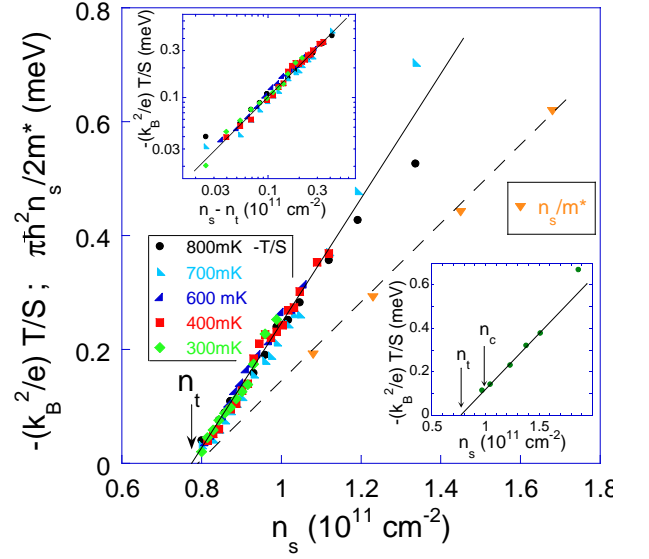 -(k_B^2/e) T/S ; πħ^2n_s/2m* (meV)
0.8
0.6
0.4
0.2
0
0.6
0.8
1
1.2
1.4
1.6
1.8
n_s (10^11 cm^-2)
n_t
-(k_B^2/e) T/S (meV)
0.3
0.1
0.03
0.03
0.1
0.3
n_s - n_t (10^11 cm^-2)
800mK -T/S
700mK
600 mK
400mK
300mK
n_s/m*
-(k_B^2/e) T/S (meV)
0.6
0.4
0.2
0
0.5
1
1.5
n_s (10^11 cm^-2)
n_t
n_c